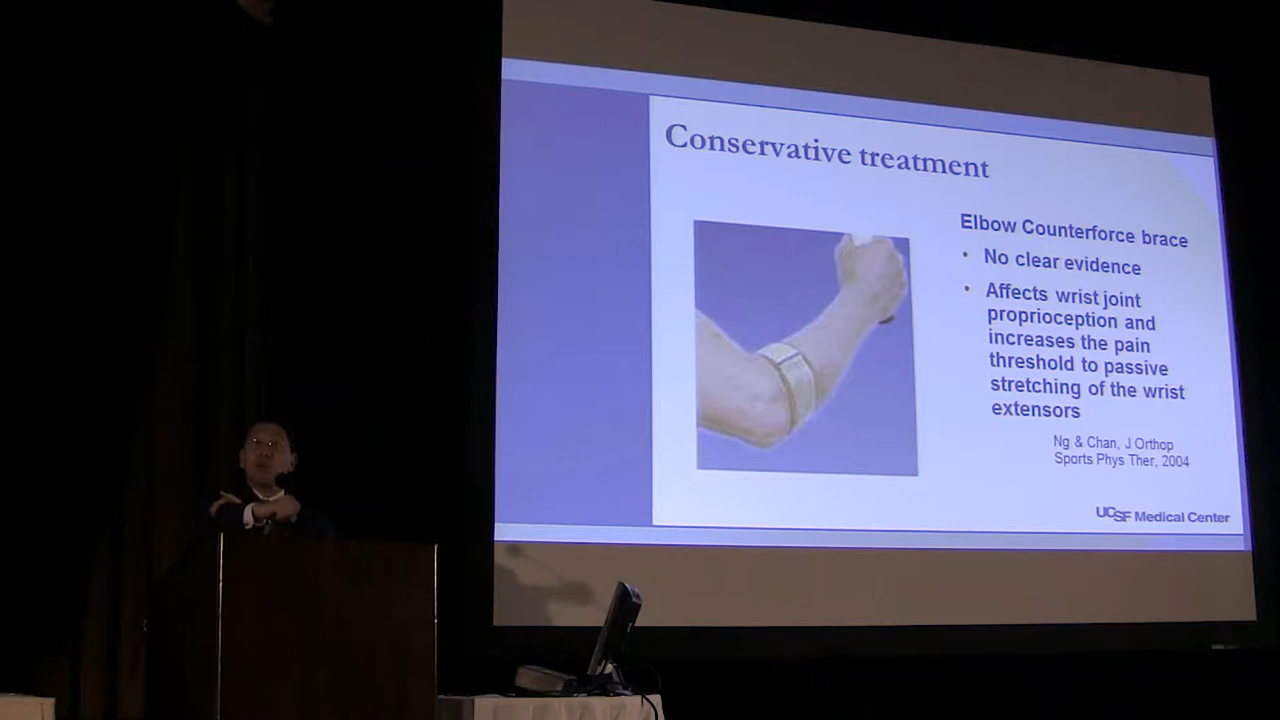 Conservative treatment
Elbow Counterforce brace
• No clear evidence
• Affects wrist joint
proprioception and
increases the pain
threshold to passive
stretching of the wrist
extensors
Ng & Chan, J Orthop
Sports Phys Ther, 2004
UCSF Medical Center